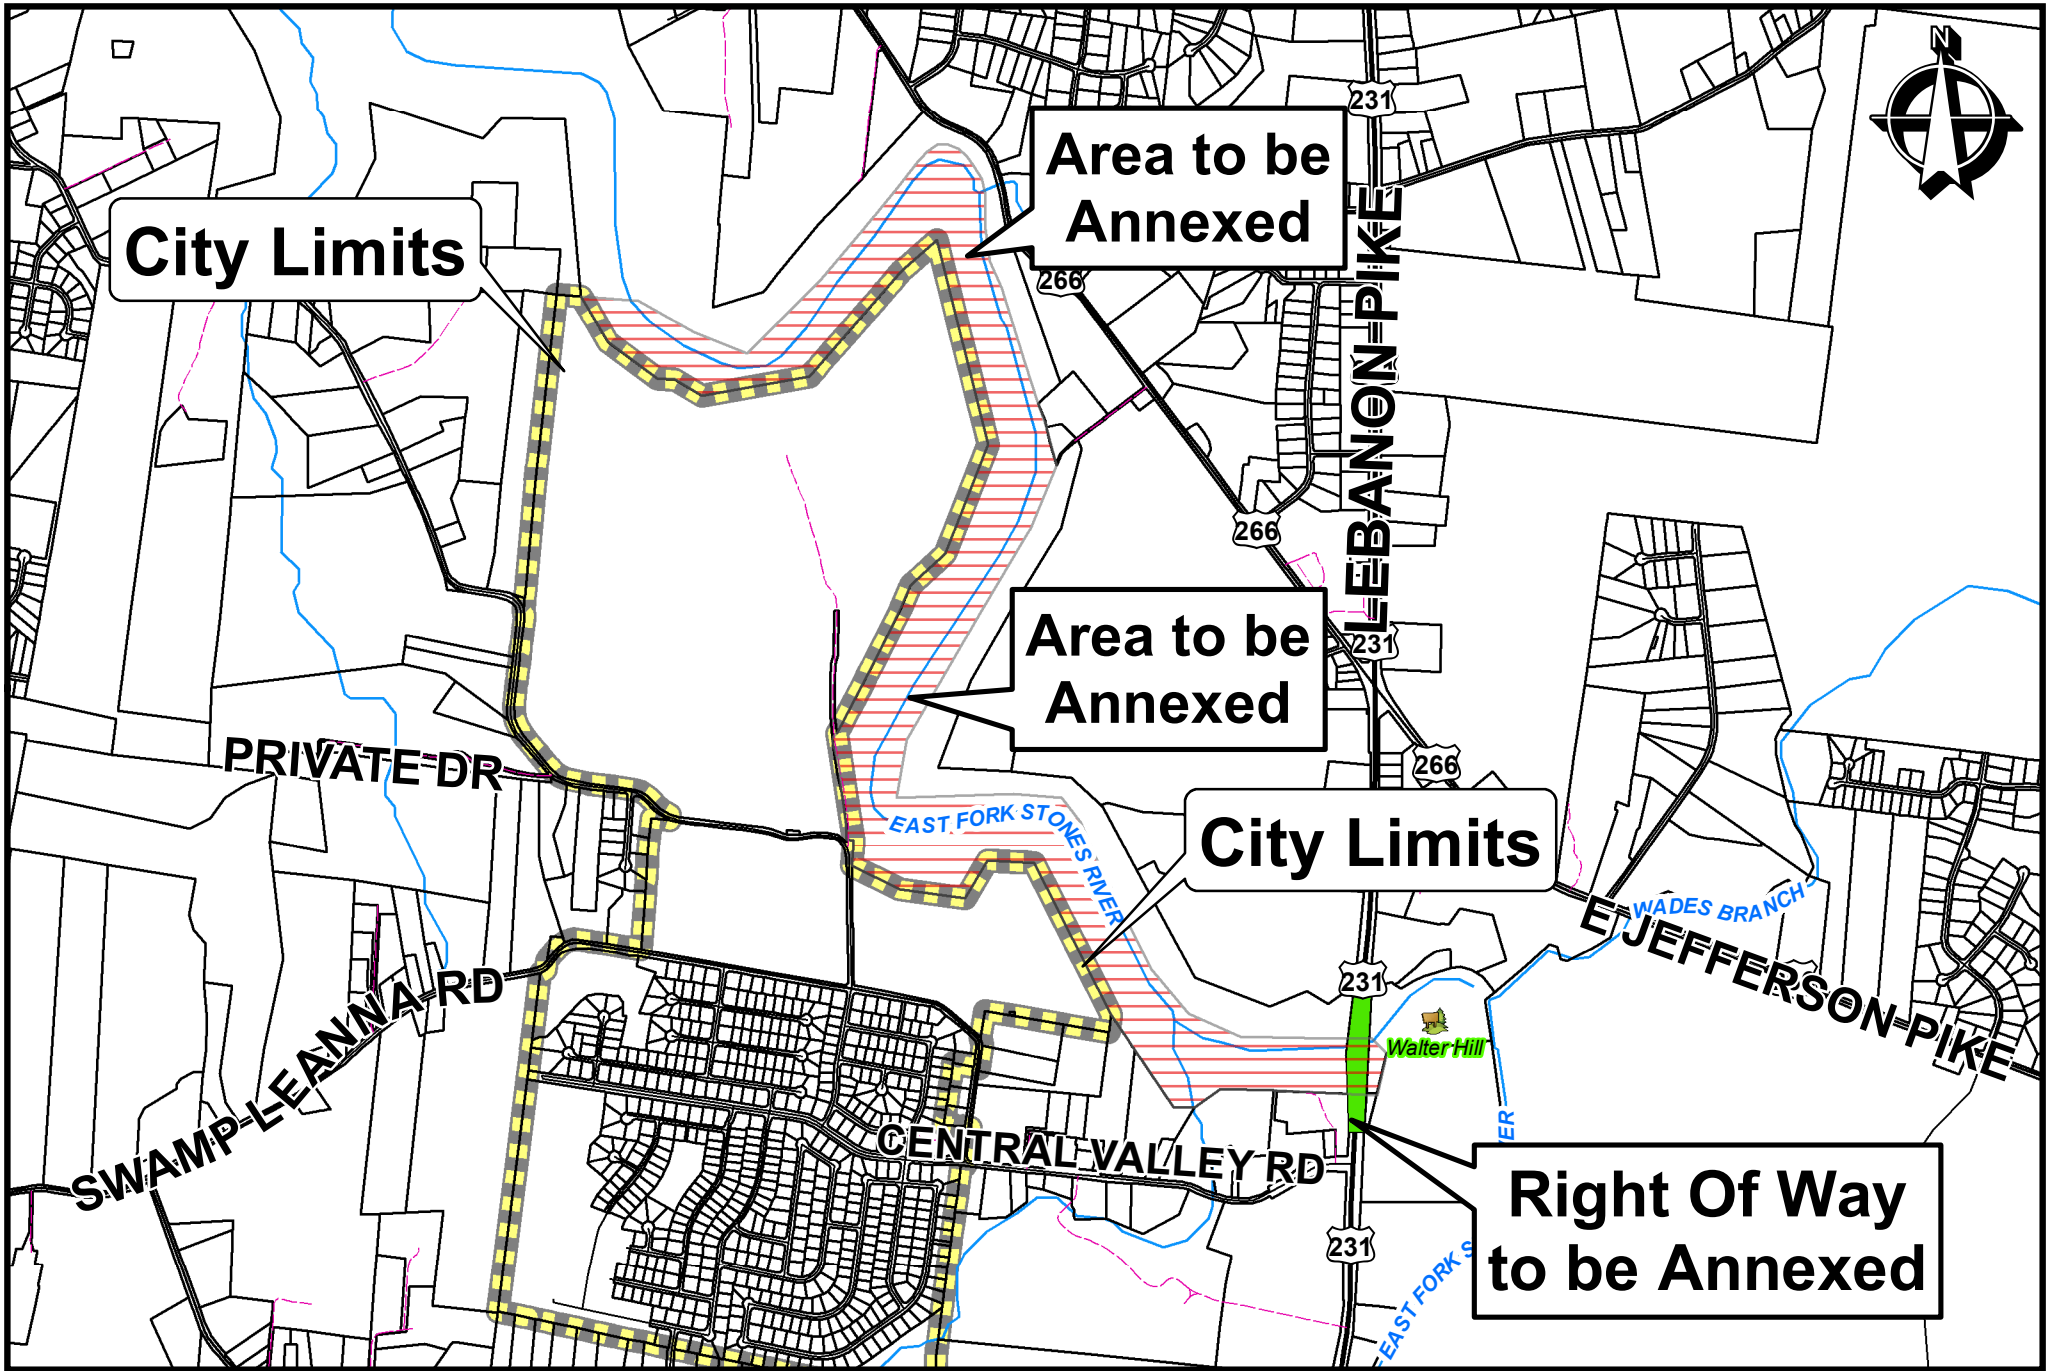 N
231
Area to be
Annexed
City Limits
266
LEBANON PIKE
266
Area to be
Annexed
231
PRIVATE DR
266
EAST FORK STONES RIVER
City Limits
WADES BRANCH
E JEFFERSON PIKE
231
SWAMP LEANNA RD
Walter Hill
CENTRAL VALLEY RD
Right Of Way
to be Annexed
231
EAST FORK S